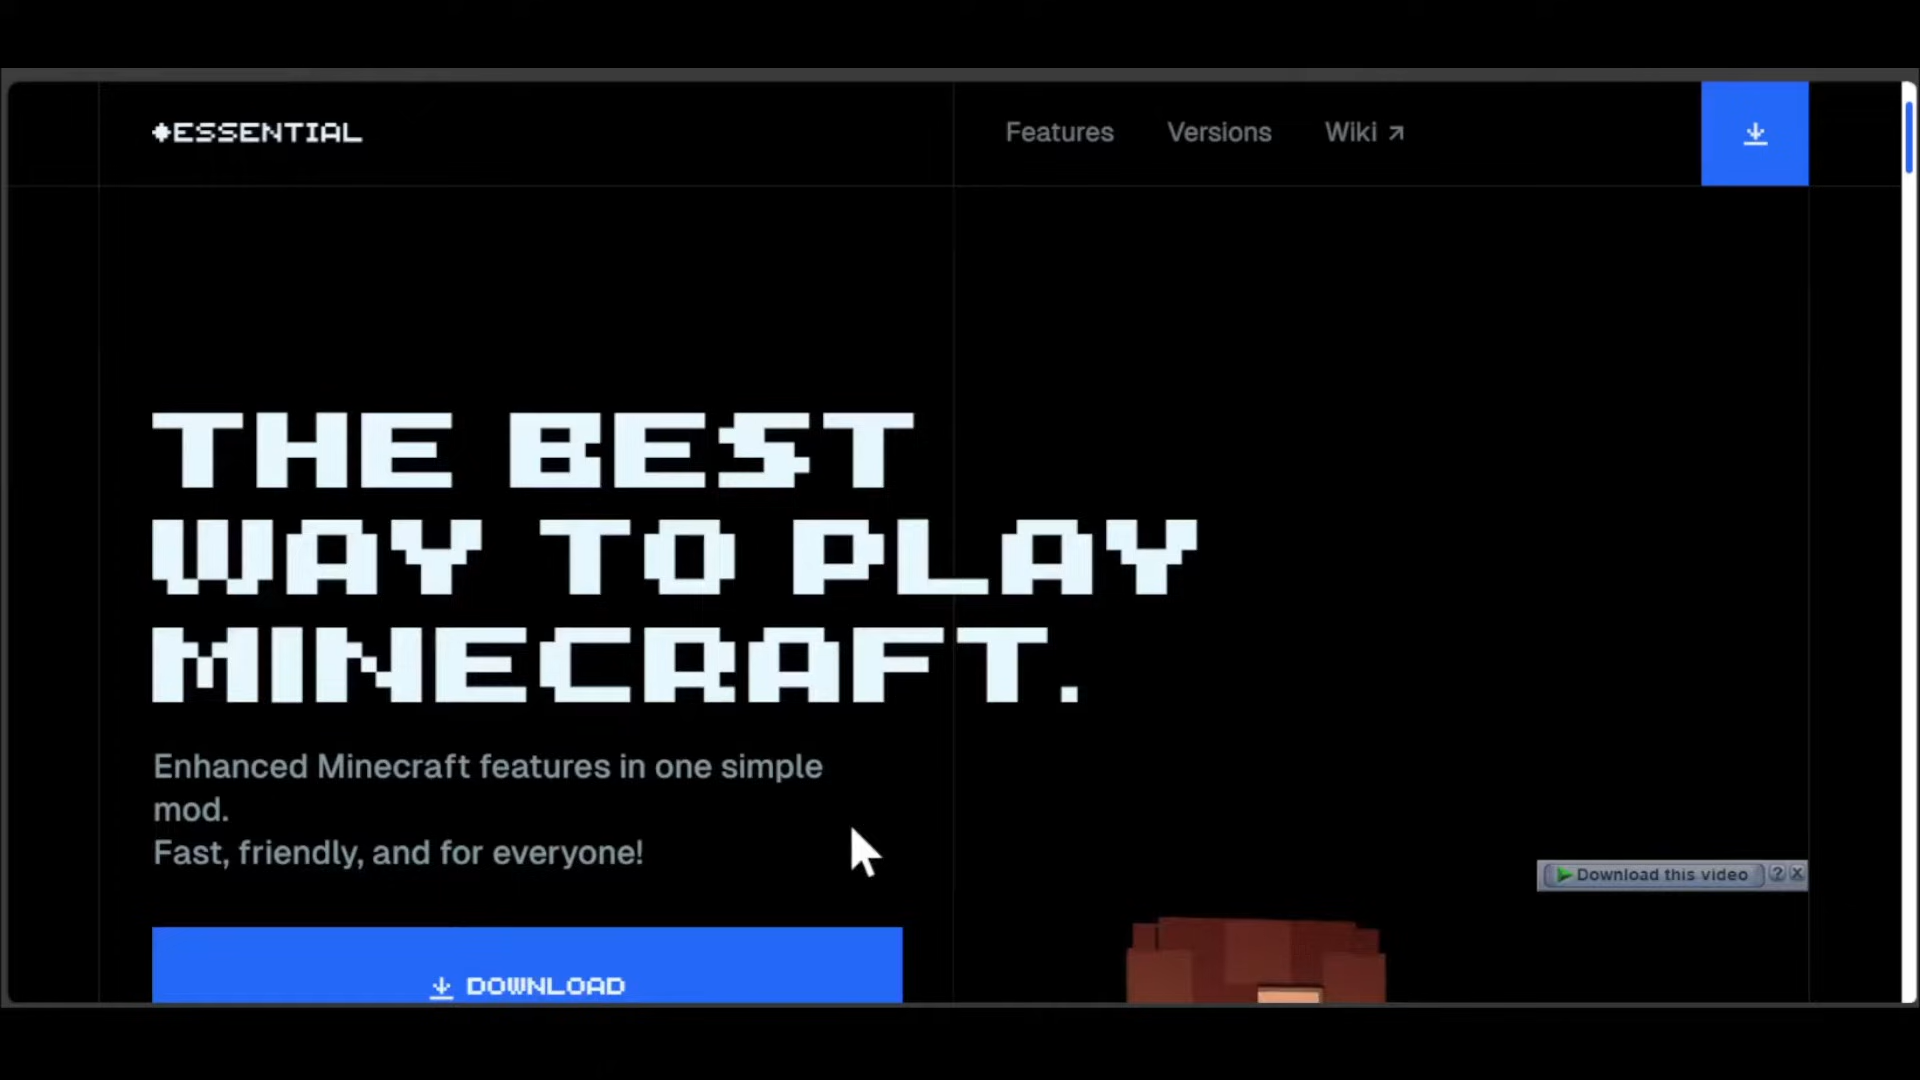 ESSENTIAL
Features
Versions
Wiki
THE BEST
WAY TO PLAY
MINECRAFT.
Enhanced Minecraft features in one simple
mod.
Fast, friendly, and for everyone!
Download this video ? X
DOWNLOAD